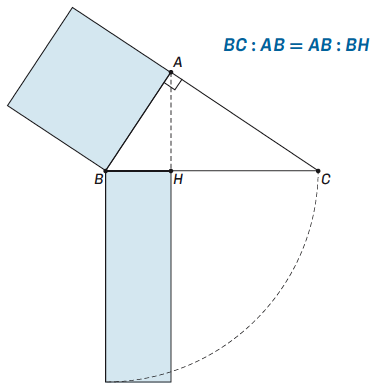 BC : AB = AB : BH
A
B
H
C